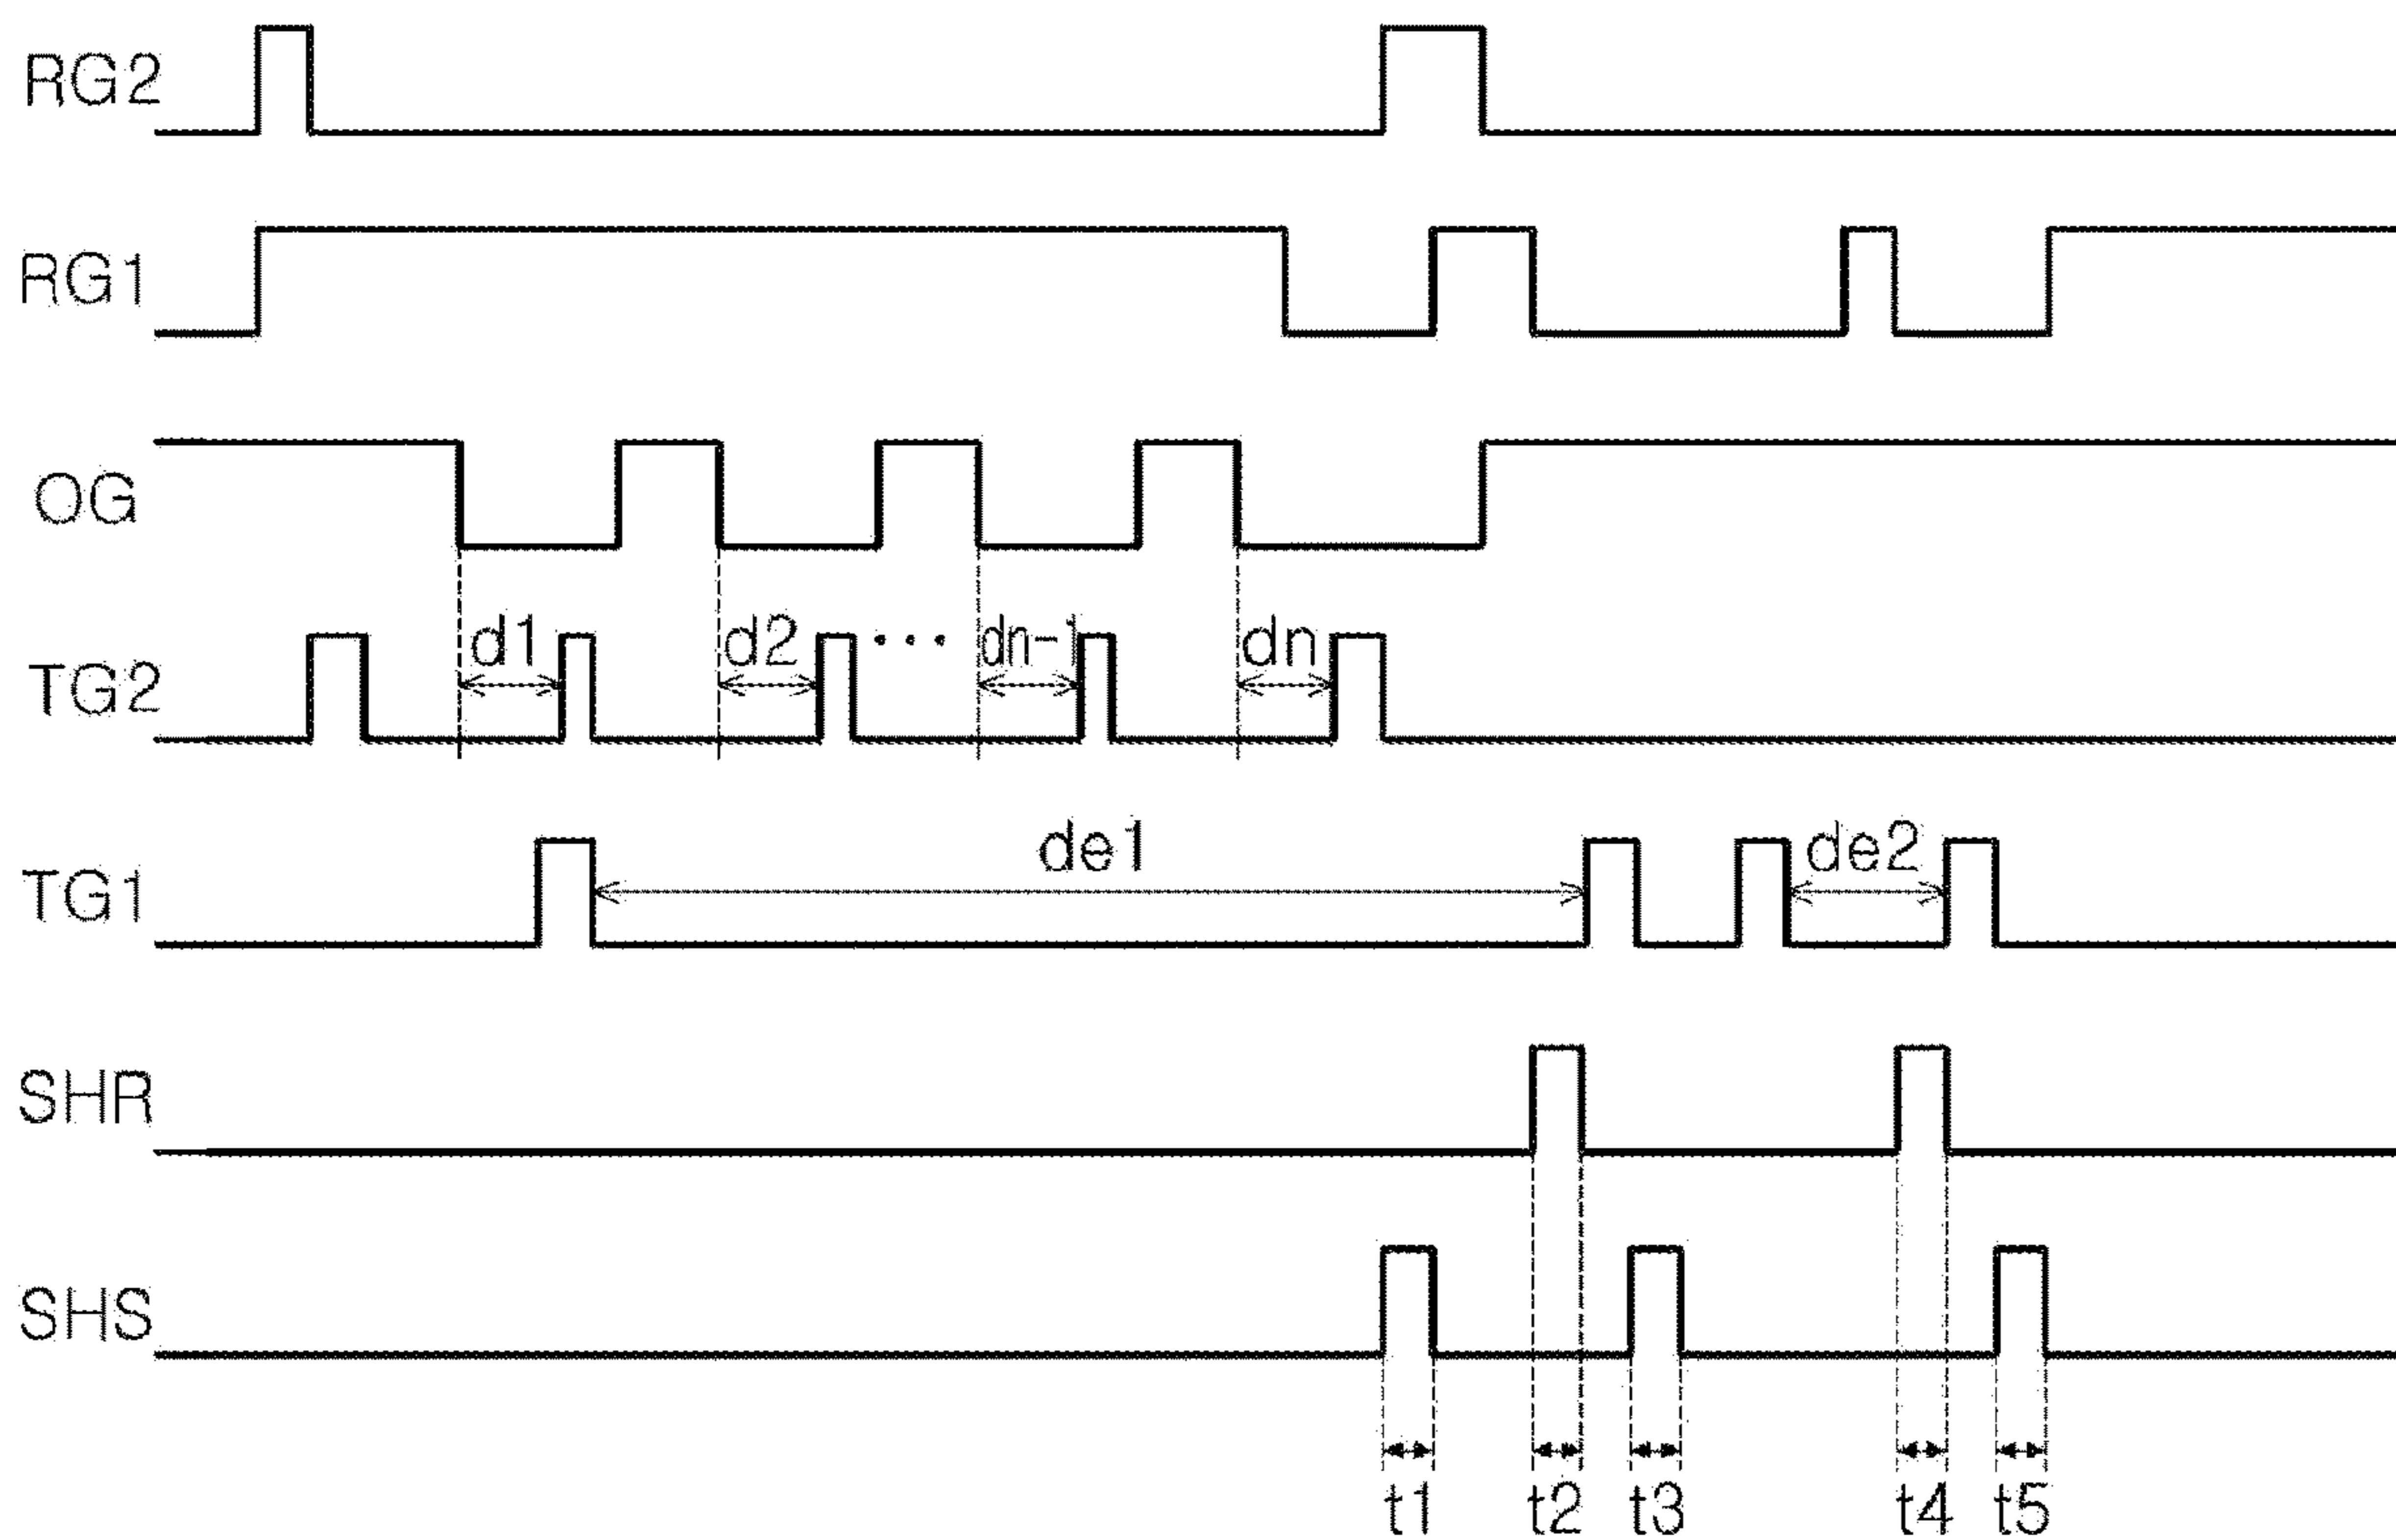 RG2
RG1
OG
d1 d2 ... dn-1 dn
TG2
de1 de2
TG1
SHR
SHS
t1 t2 t3 t4 t5